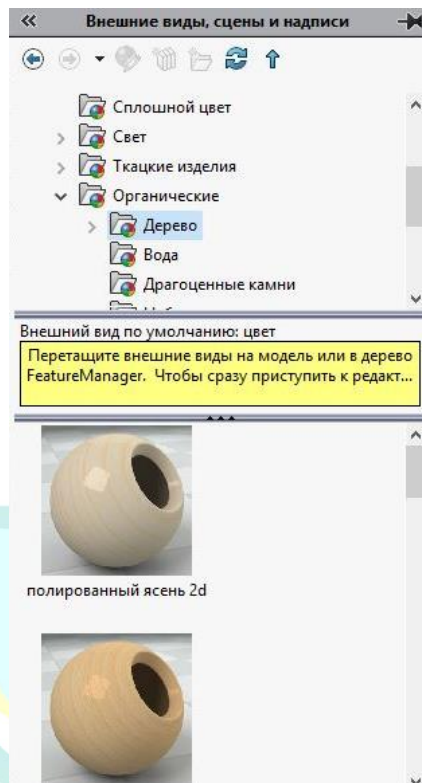 Внешние виды, сцены и надписи
Сплошной цвет
Свет
Ткацкие изделия
Органические
Дерево
Вода
Драгоценные камни
Внешний вид по умолчанию: цвет
Перетащите внешние виды на модель или в дерево
FeatureManager. Чтобы сразу приступить к редакт...
полированный ясень 2d